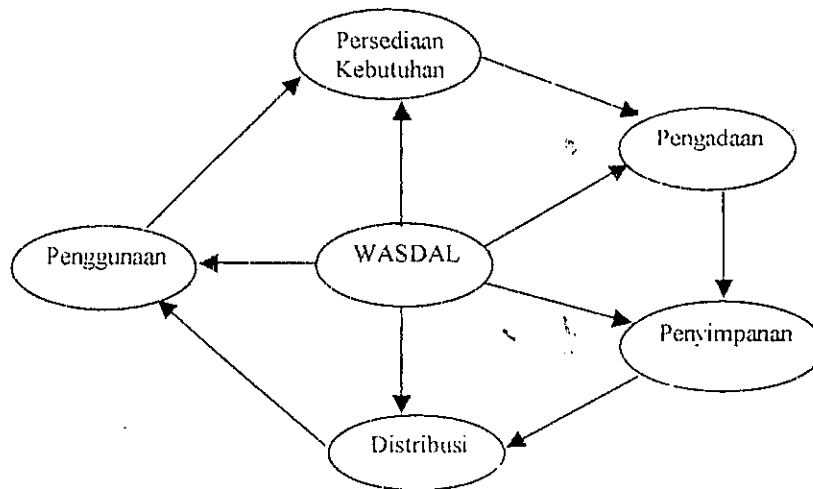 Persediaan
Kebutuhan
Pengadaan
Penggunaan
WASDAL
Penyimpanan
Distribusi